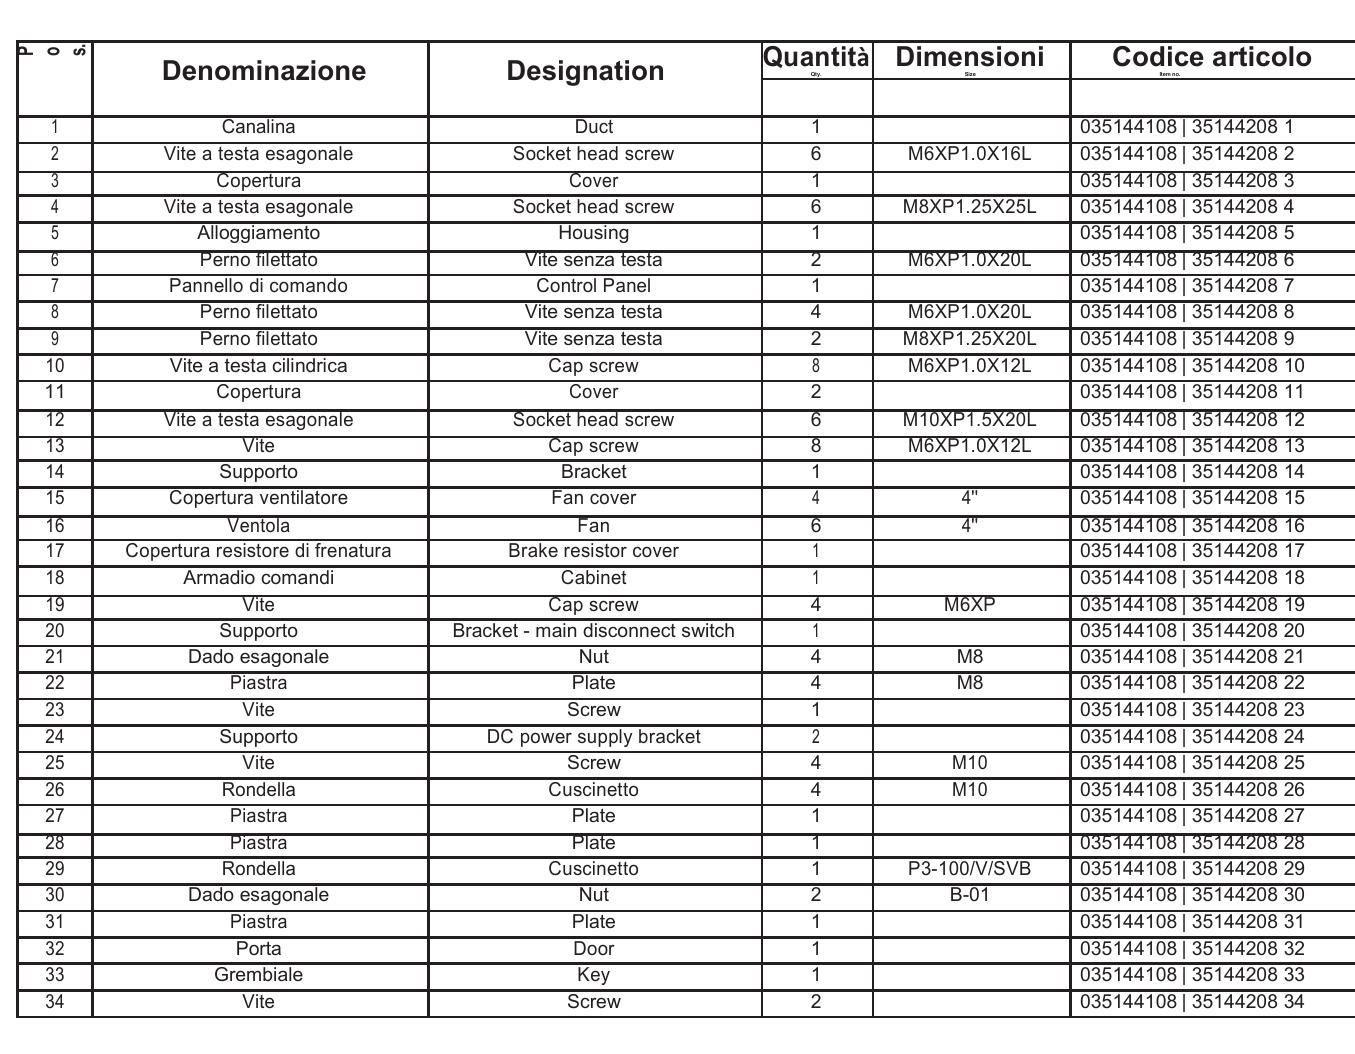 Pos. Denominazione Designation Quantità Dimensioni Codice articolo
Qty. Size Item no.
1 Canalina Duct 1 035144108 | 35144208 1
2 Vite a testa esagonale Socket head screw 6 M6XP1.0X16L 035144108 | 35144208 2
3 Copertura Cover 1 035144108 | 35144208 3
4 Vite a testa esagonale Socket head screw 6 M8XP1.25X25L 035144108 | 35144208 4
5 Alloggiamento Housing 1 035144108 | 35144208 5
6 Perno filettato Vite senza testa 2 M6XP1.0X20L 035144108 | 35144208 6
7 Pannello di comando Control Panel 1 035144108 | 35144208 7
8 Perno filettato Vite senza testa 4 M6XP1.0X20L 035144108 | 35144208 8
9 Perno filettato Vite senza testa 2 M8XP1.25X20L 035144108 | 35144208 9
10 Vite a testa cilindrica Cap screw 8 M6XP1.0X12L 035144108 | 35144208 10
11 Copertura Cover 2 035144108 | 35144208 11
12 Vite a testa esagonale Socket head screw 6 M10XP1.5X20L 035144108 | 35144208 12
13 Vite Cap screw 8 M6XP1.0X12L 035144108 | 35144208 13
14 Supporto Bracket 1 035144108 | 35144208 14
15 Copertura ventilatore Fan cover 4 4" 035144108 | 35144208 15
16 Ventola Fan 6 4" 035144108 | 35144208 16
17 Copertura resistore di frenatura Brake resistor cover 1 035144108 | 35144208 17
18 Armadio comandi Cabinet 1 035144108 | 35144208 18
19 Vite Cap screw 4 M6XP 035144108 | 35144208 19
20 Supporto Bracket - main disconnect switch 1 035144108 | 35144208 20
21 Dado esagonale Nut 4 M8 035144108 | 35144208 21
22 Piastra Plate 4 M8 035144108 | 35144208 22
23 Vite Screw 1 035144108 | 35144208 23
24 Supporto DC power supply bracket 2 035144108 | 35144208 24
25 Vite Screw 4 M10 035144108 | 35144208 25
26 Rondella Cuscinetto 4 M10 035144108 | 35144208 26
27 Piastra Plate 1 035144108 | 35144208 27
28 Piastra Plate 1 035144108 | 35144208 28
29 Rondella Cuscinetto 1 P3-100/V/SVB 035144108 | 35144208 29
30 Dado esagonale Nut 2 B-01 035144108 | 35144208 30
31 Piastra Plate 1 035144108 | 35144208 31
32 Porta Door 1 035144108 | 35144208 32
33 Grembiale Key 1 035144108 | 35144208 33
34 Vite Screw 2 035144108 | 35144208 34